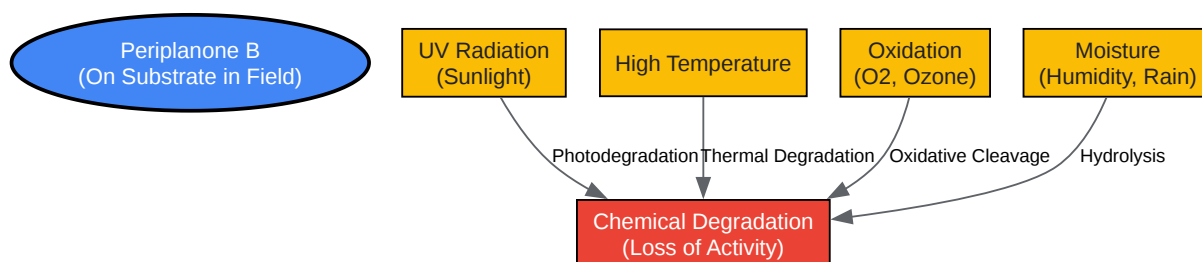 Periplanone B
(On Substrate in Field)
UV Radiation
(Sunlight)
High Temperature
Oxidation
(O2, Ozone)
Moisture
(Humidity, Rain)
Photodegradation
Thermal Degradation
Oxidative Cleavage
Hydrolysis
Chemical Degradation
(Loss of Activity)